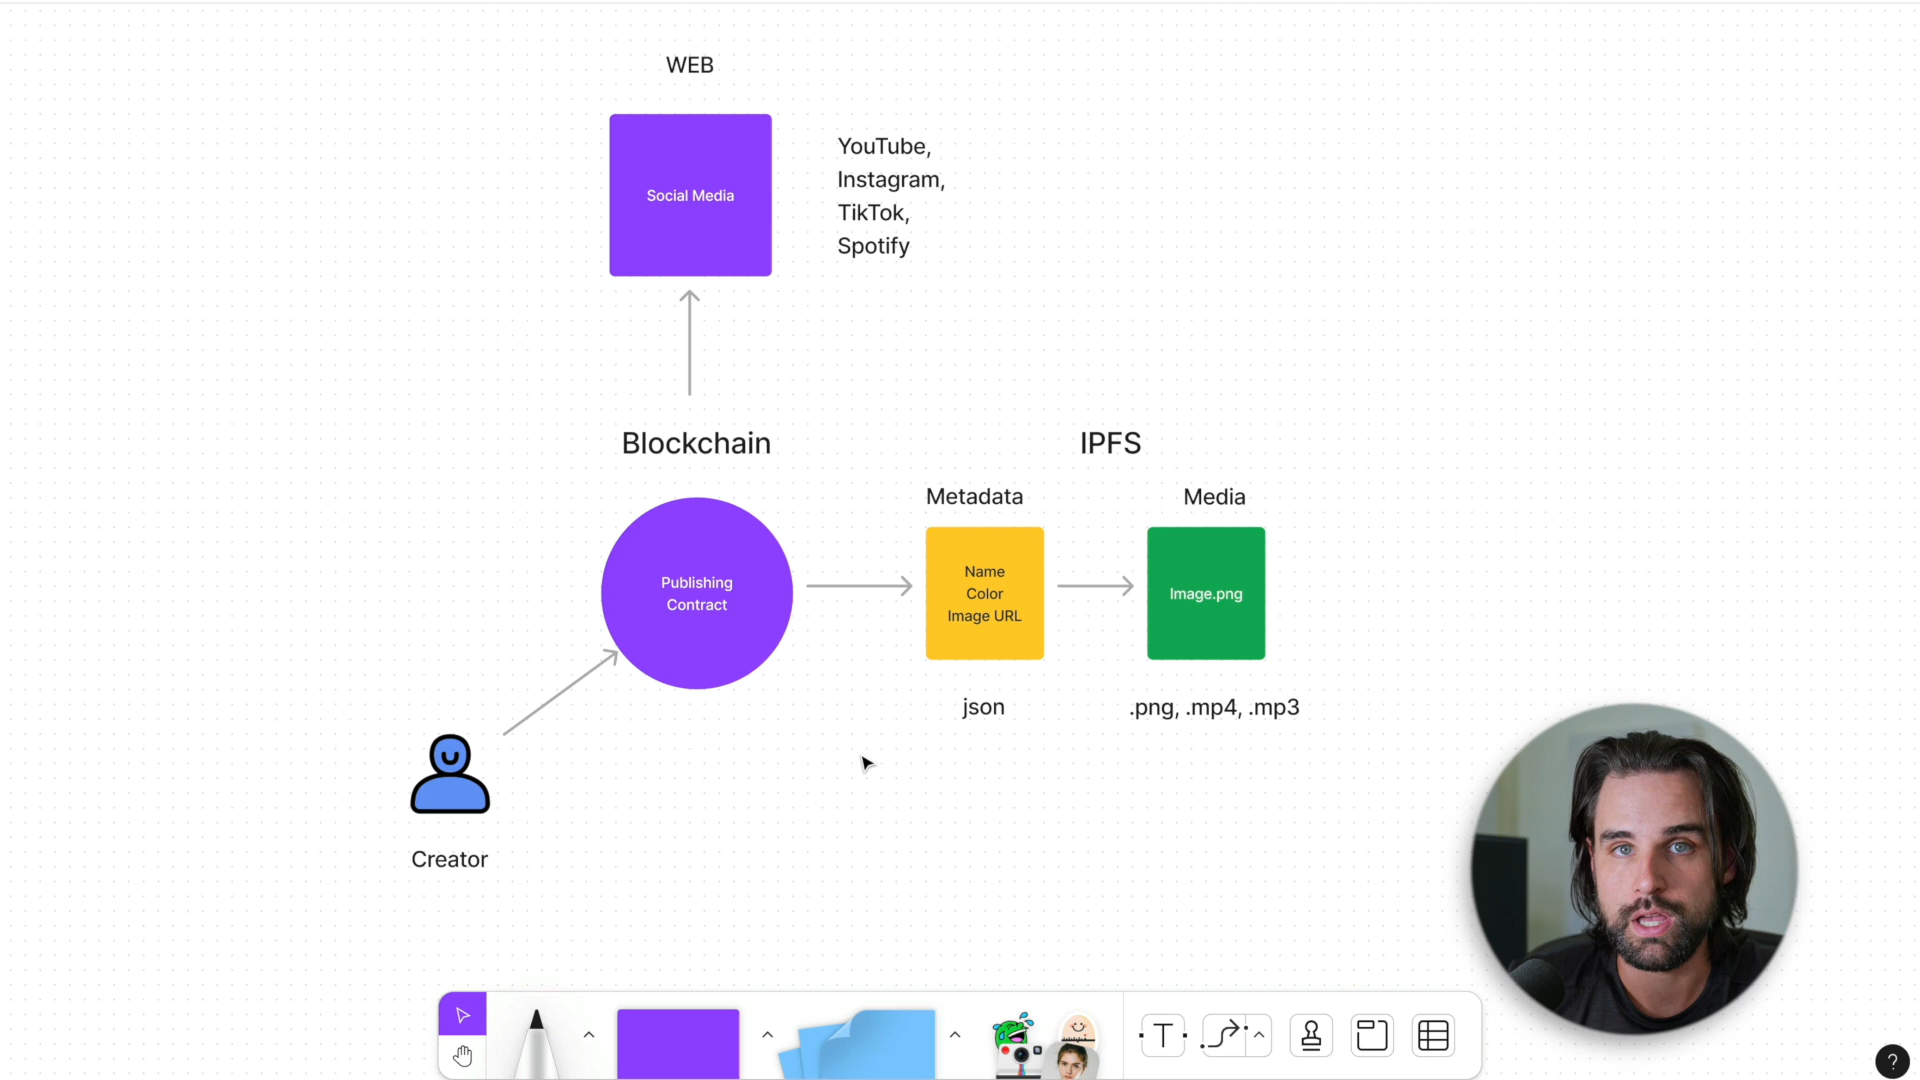 WEB
Social Media
YouTube,
Instagram,
TikTok,
Spotify
Blockchain
IPFS
Metadata
Media
Publishing
Contract
Name
Color
Image URL
Image.png
json
.png, .mp4, .mp3
Creator
T
?